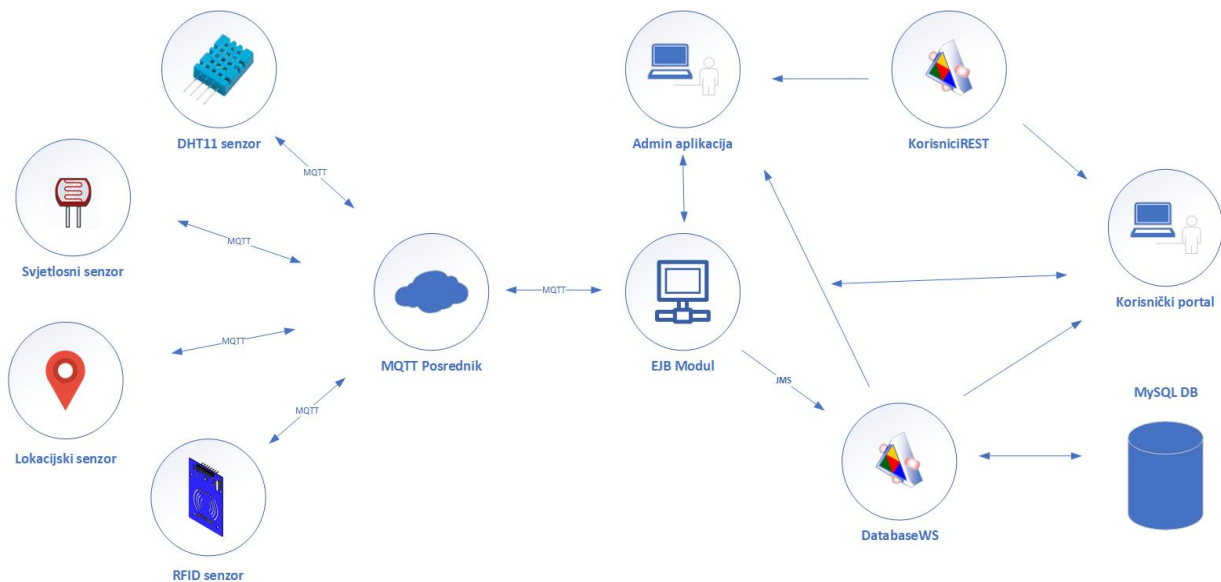 DHT11 senzor
MQTT
Svjetlosni senzor
MQTT
Lokacijski senzor
MQTT
RFID senzor
MQTT
MQTT Posrednik
MQTT
EJB Modul
Admin aplikacija
KorisniciREST
Korisnički portal
JMS
DatabaseWS
MySQL DB